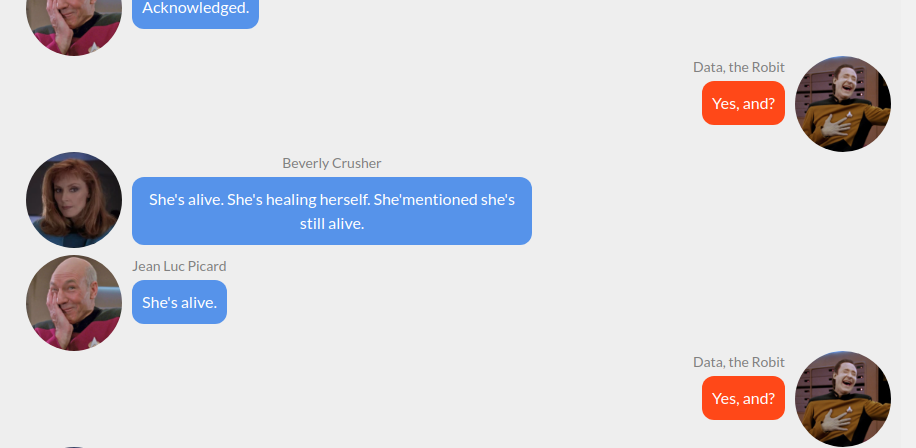 Acknowledged.
Data, the Robit
Yes, and?
Beverly Crusher
She's alive. She's healing herself. She'mentioned she's
still alive.
Jean Luc Picard
She's alive.
Data, the Robit
Yes, and?